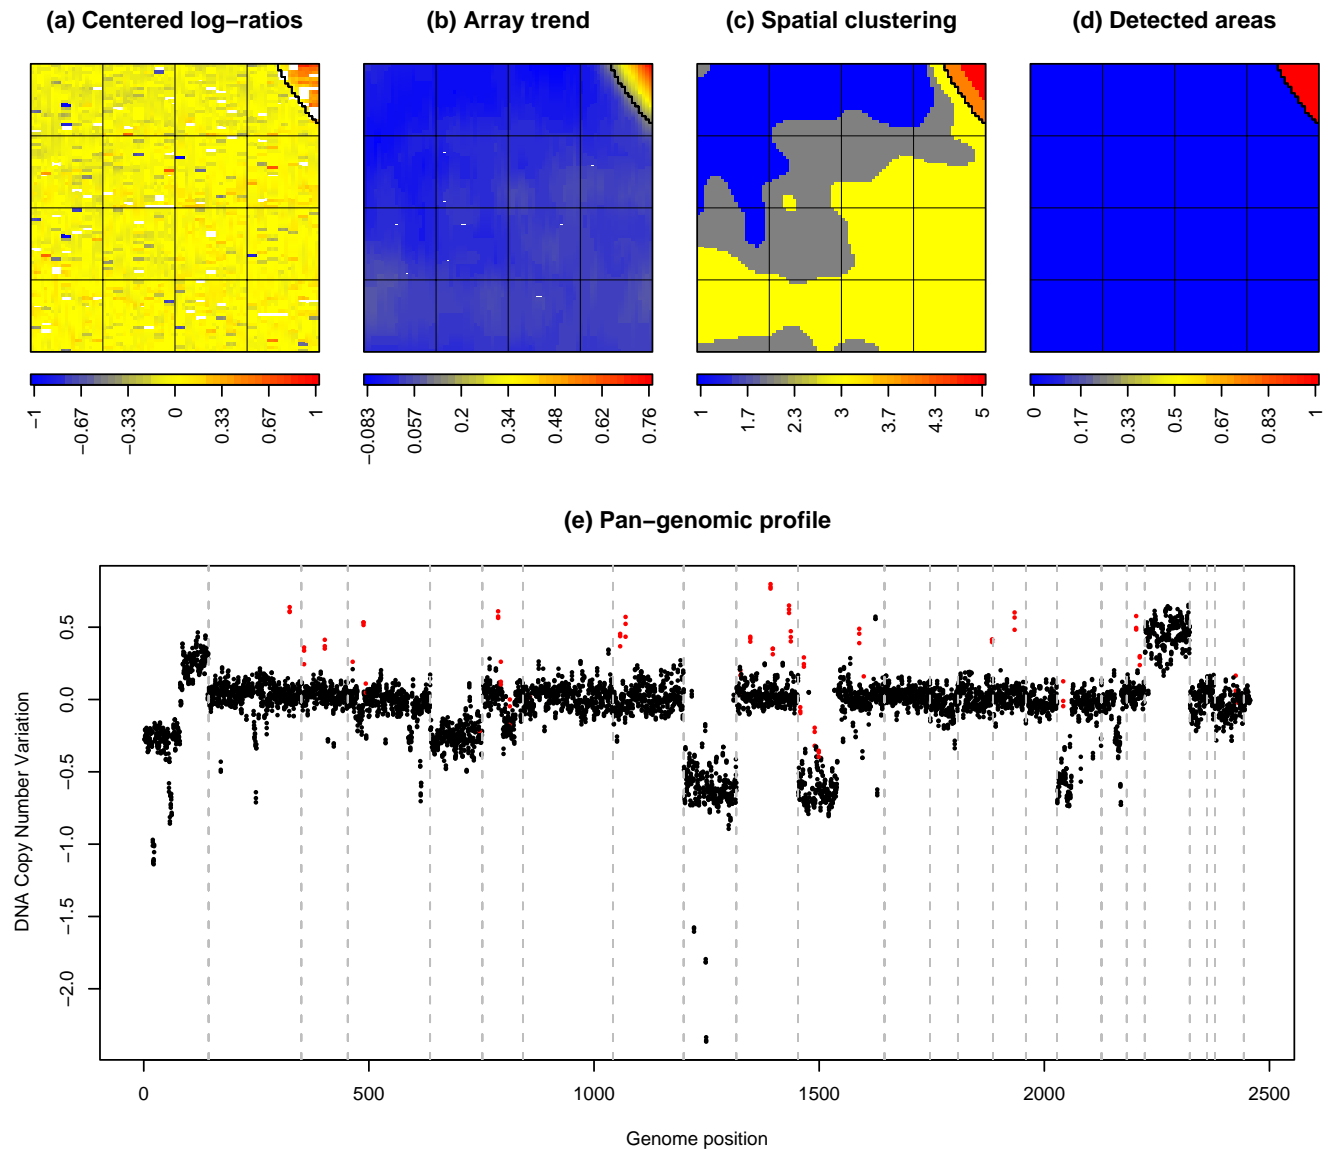 (a) Centered log−ratios (b) Array trend (c) Spatial clustering (d) Detected areas
−1 −0.67 −0.33 0 0.33 0.67 1 −0.083 0.057 0.2 0.34 0.48 0.62 0.76 1 1.7 2.3 3 3.7 4.3 5 0 0.17 0.33 0.5 0.67 0.83 1
(e) Pan−genomic profile
DNA Copy Number Variation
0.5
0.0
−0.5
−1.0
−1.5
−2.0
0 500 1000 1500 2000 2500
Genome position